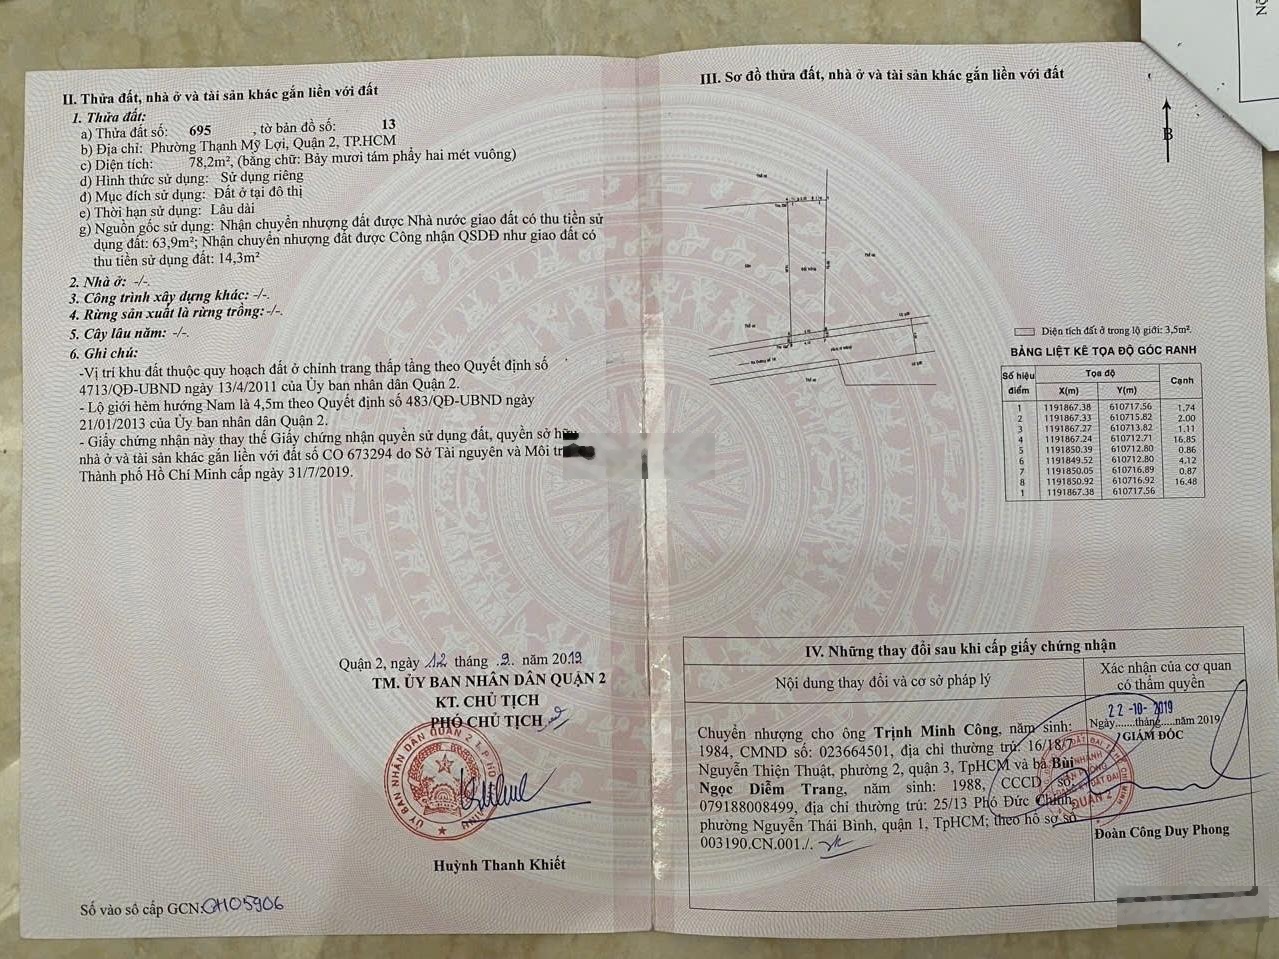 II. Thửa đất, nhà ở và tài sản khác gắn liền với đất
1. Thửa đất:
a) Thửa đất số: 695 , tờ bản đồ số: 13
b) Địa chỉ: Phường Thạnh Mỹ Lợi, Quận 2, TP.HCM
c) Diện tích: 78,2m², (bằng chữ: Bảy mươi tám phẩy hai mét vuông)
d) Hình thức sử dụng: Sử dụng riêng
đ) Mục đích sử dụng: Đất ở tại đô thị
e) Thời hạn sử dụng: Lâu dài
g) Nguồn gốc sử dụng: Nhận chuyển nhượng đất được Nhà nước giao đất có thu tiền sử
dụng đất: 63,9m²; Nhận chuyển nhượng đất được Công nhận QSDĐ như giao đất có
thu tiền sử dụng đất: 14,3m²
2. Nhà ở: -/-.
3. Công trình xây dựng khác: -/-.
4. Rừng sản xuất là rừng trồng: -/-.
5. Cây lâu năm: -/-.
6. Ghi chú:
-Vị trí khu đất thuộc quy hoạch đất ở chỉnh trang thấp tầng theo Quyết định số
4713/QĐ-UBND ngày 13/4/2011 của Ủy ban nhân dân Quận 2.
- Lộ giới hẻm hướng Nam là 4,5m theo Quyết định số 483/QĐ-UBND ngày
21/01/2013 của Ủy ban nhân dân Quận 2.
- Giấy chứng nhận này thay thế Giấy chứng nhận quyền sử dụng đất, quyền sở hữu
nhà ở và tài sản khác gắn liền với đất số CO 673294 do Sở Tài nguyên và Môi
Thành phố Hồ Chí Minh cấp ngày 31/7/2019.
Quận 2, ngày 12 tháng .9. năm 2019
TM. ỦY BAN NHÂN DÂN QUẬN 2
KT. CHỦ TỊCH
PHÓ CHỦ TỊCH
ỦY BAN NHÂN DÂN QUẬN 2 T.P HỒ CHÍ MINH
Huỳnh Thanh Khiết
Số vào sổ cấp GCN: CH05906
III. Sơ đồ thửa đất, nhà ở và tài sản khác gắn liền với đất
B
Diện tích đất ở trong lộ giới: 3,5m².
BẢNG LIỆT KÊ TỌA ĐỘ GÓC RANH
Số hiệu điểm Tọa độ Cạnh
X(m) Y(m)
1 1191867.38 610717.56 1.74
2 1191867.33 610715.82 2.00
3 1191867.27 610713.82 1.11
4 1191867.24 610712.71 16.85
5 1191850.39 610712.80 0.86
6 1191849.52 610712.80 4.12
7 1191850.05 610716.89 0.87
8 1191850.92 610716.92 16.48
1 1191867.38 610717.56
IV. Những thay đổi sau khi cấp giấy chứng nhận
Nội dung thay đổi và cơ sở pháp lý
Xác nhận của cơ quan
có thẩm quyền
Chuyển nhượng cho ông Trịnh Minh Công, năm sinh:
1984, CMND số: 023664501, địa chỉ thường trú: 16/18/7
Nguyễn Thiện Thuật, phường 2, quận 3, TpHCM và bà Bùi
Ngọc Diễm Trang, năm sinh: 1988, CCCD số:
079188008499, địa chỉ thường trú: 25/13 Phó Đức Chính,
phường Nguyễn Thái Bình, quận 1, TpHCM; theo hồ sơ số
003190.CN.001./.
22-10-2019
Ngày.......tháng.....năm 2019
GIÁM ĐỐC
QUẬN 2
Đoàn Công Duy Phong